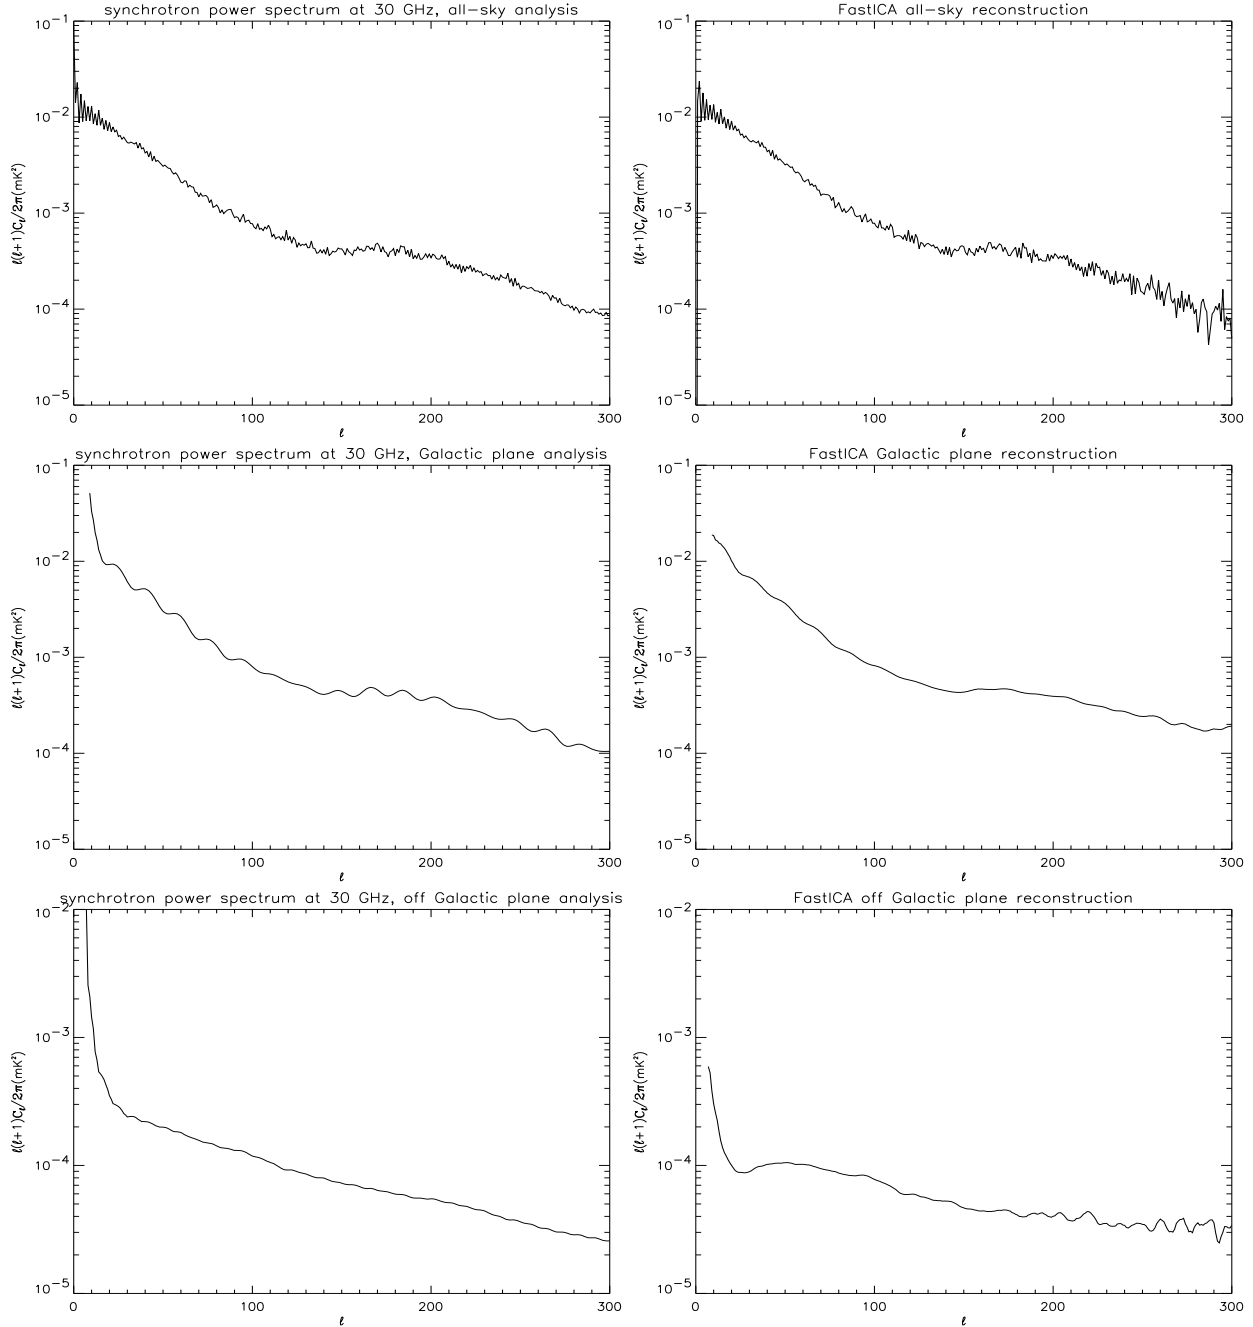 synchrotron power spectrum at 30 GHz, all−sky analysis
10⁻¹
10⁻²
10⁻³
10⁻⁴
10⁻⁵
ℓ(ℓ+1)Cℓ/2π(mK²)
0 100 200 300
ℓ
FastICA all−sky reconstruction
10⁻¹
10⁻²
10⁻³
10⁻⁴
10⁻⁵
ℓ(ℓ+1)Cℓ/2π(mK²)
0 100 200 300
ℓ
synchrotron power spectrum at 30 GHz, Galactic plane analysis
10⁻¹
10⁻²
10⁻³
10⁻⁴
10⁻⁵
ℓ(ℓ+1)Cℓ/2π(mK²)
0 100 200 300
ℓ
FastICA Galactic plane reconstruction
10⁻¹
10⁻²
10⁻³
10⁻⁴
10⁻⁵
ℓ(ℓ+1)Cℓ/2π(mK²)
0 100 200 300
ℓ
synchrotron power spectrum at 30 GHz, off Galactic plane analysis
10⁻²
10⁻³
10⁻⁴
10⁻⁵
ℓ(ℓ+1)Cℓ/2π(mK²)
0 100 200 300
ℓ
FastICA off Galactic plane reconstruction
10⁻²
10⁻³
10⁻⁴
10⁻⁵
ℓ(ℓ+1)Cℓ/2π(mK²)
0 100 200 300
ℓ